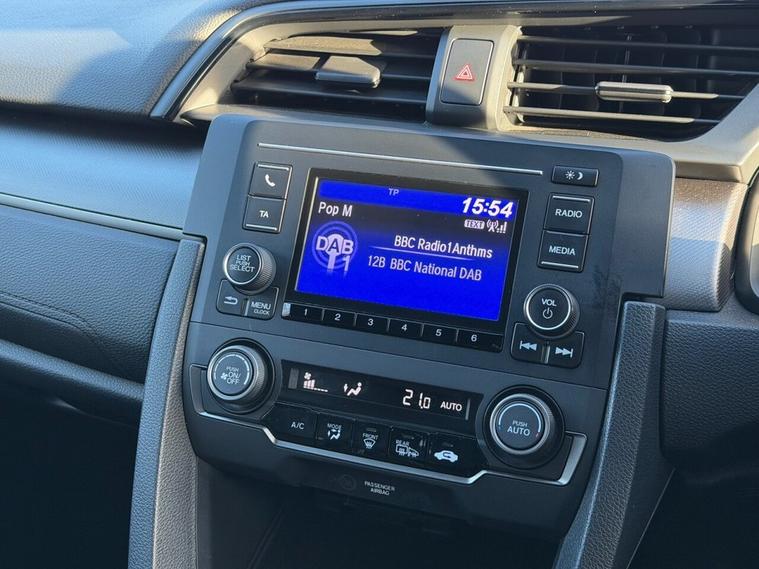 TP
15:54
Pop M
TEXT
DAB
1
BBC Radio1Anthms
12B BBC National DAB
TA
LIST
PUSH
SELECT
MENU
CLOCK
RADIO
MEDIA
VOL
1 2 3 4 5 6
PUSH
ON/
OFF
21.0 AUTO
A/C
MODE
FRONT
REAR
PUSH
AUTO
PASSENGER
AIRBAG